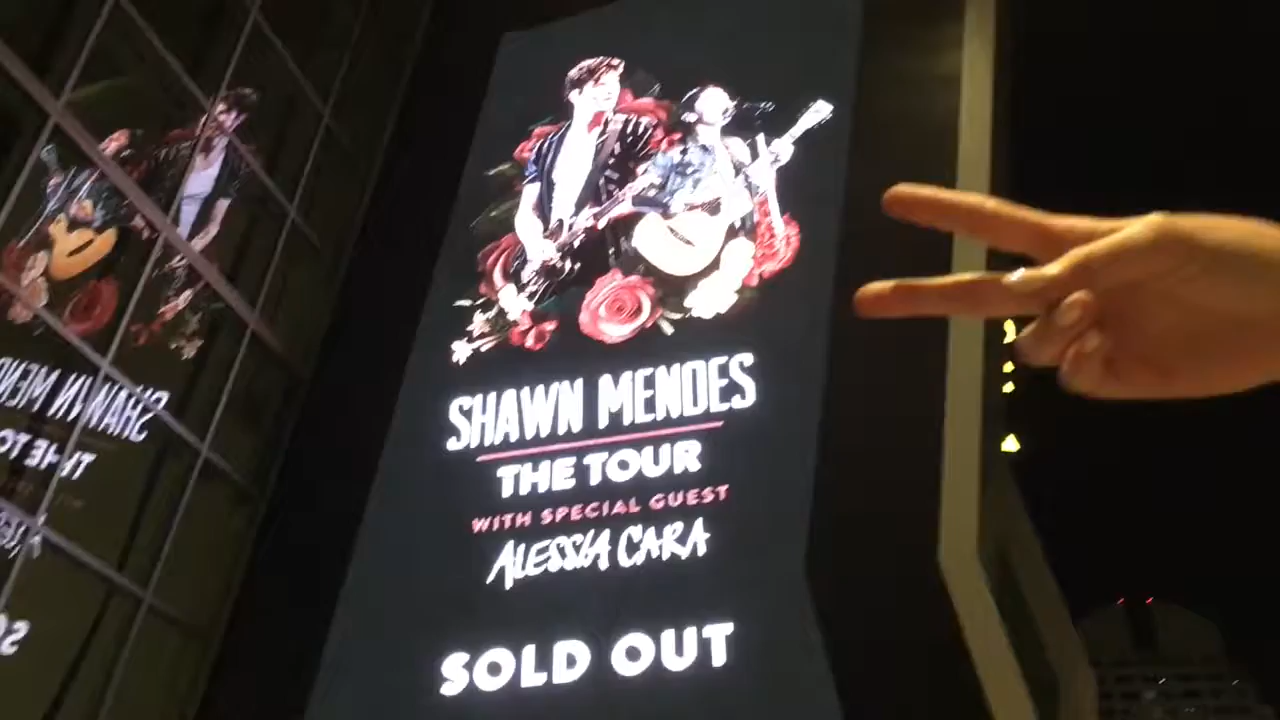 SHAWN MENDES
THE TOUR
WITH SPECIAL GUEST
ALESSIA CARA
SOLD OUT